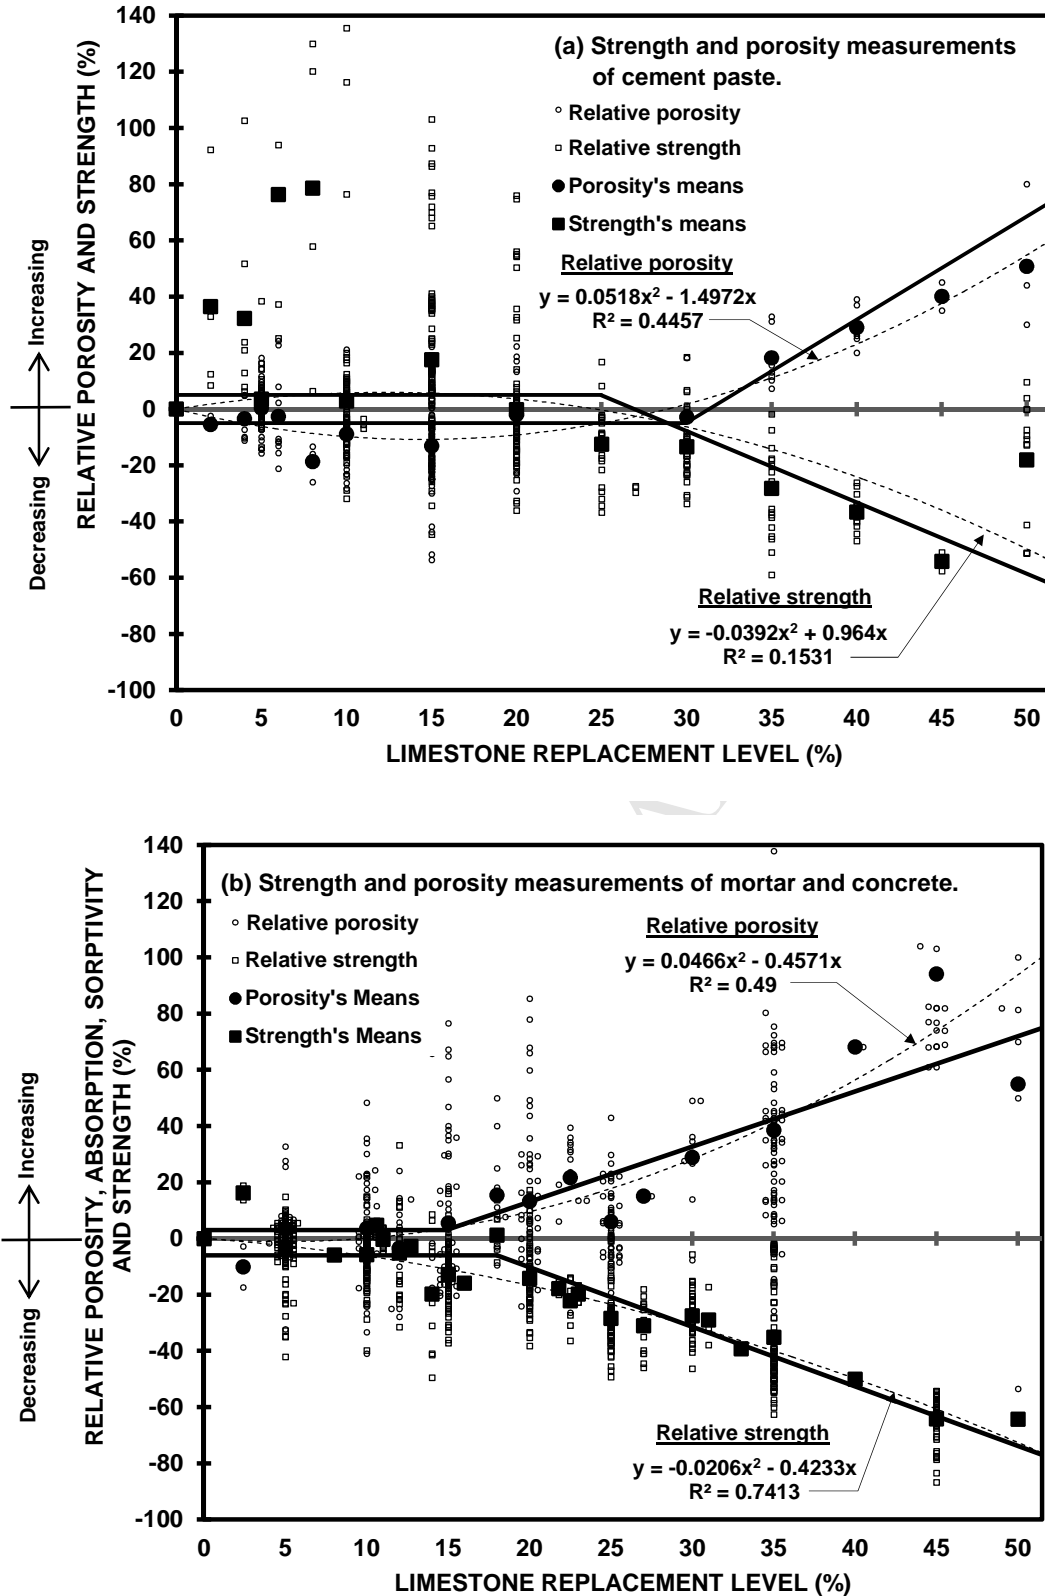 (a) Strength and porosity measurements
of cement paste.
Relative porosity
Relative strength
Porosity's means
Strength's means
Relative porosity
y = 0.0518x² - 1.4972x
R² = 0.4457
Relative strength
y = -0.0392x² + 0.964x
R² = 0.1531
140
120
100
80
60
40
20
0
-20
-40
-60
-80
-100
RELATIVE POROSITY AND STRENGTH (%)
Increasing
Decreasing
0 5 10 15 20 25 30 35 40 45 50
LIMESTONE REPLACEMENT LEVEL (%)
(b) Strength and porosity measurements of mortar and concrete.
Relative porosity
Relative strength
Porosity's Means
Strength's Means
Relative porosity
y = 0.0466x² - 0.4571x
R² = 0.49
Relative strength
y = -0.0206x² - 0.4233x
R² = 0.7413
140
120
100
80
60
40
20
0
-20
-40
-60
-80
-100
RELATIVE POROSITY, ABSORPTION, SORPTIVITY
AND STRENGTH (%)
Increasing
Decreasing
0 5 10 15 20 25 30 35 40 45 50
LIMESTONE REPLACEMENT LEVEL (%)